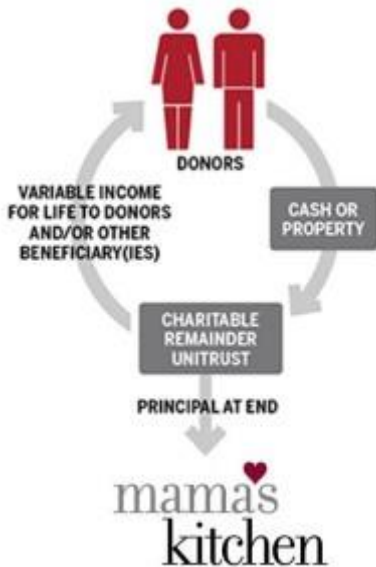 DONORS
VARIABLE INCOME
FOR LIFE TO DONORS
AND/OR OTHER
BENEFICIARY(IES)
CASH OR
PROPERTY
CHARITABLE
REMAINDER
UNITRUST
PRINCIPAL AT END
mama's
kitchen